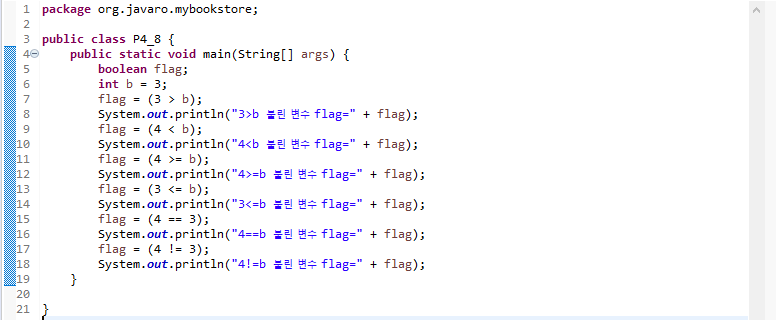 1 package org.javaro.mybookstore;
2
3 public class P4_8 {
4 public static void main(String[] args) {
5 boolean flag;
6 int b = 3;
7 flag = (3 > b);
8 System.out.println("3>b 불린 변수 flag=" + flag);
9 flag = (4 < b);
10 System.out.println("4<b 불린 변수 flag=" + flag);
11 flag = (4 >= b);
12 System.out.println("4>=b 불린 변수 flag=" + flag);
13 flag = (3 <= b);
14 System.out.println("3<=b 불린 변수 flag=" + flag);
15 flag = (4 == 3);
16 System.out.println("4==b 불린 변수 flag=" + flag);
17 flag = (4 != 3);
18 System.out.println("4!=b 불린 변수 flag=" + flag);
19 }
20
21 }